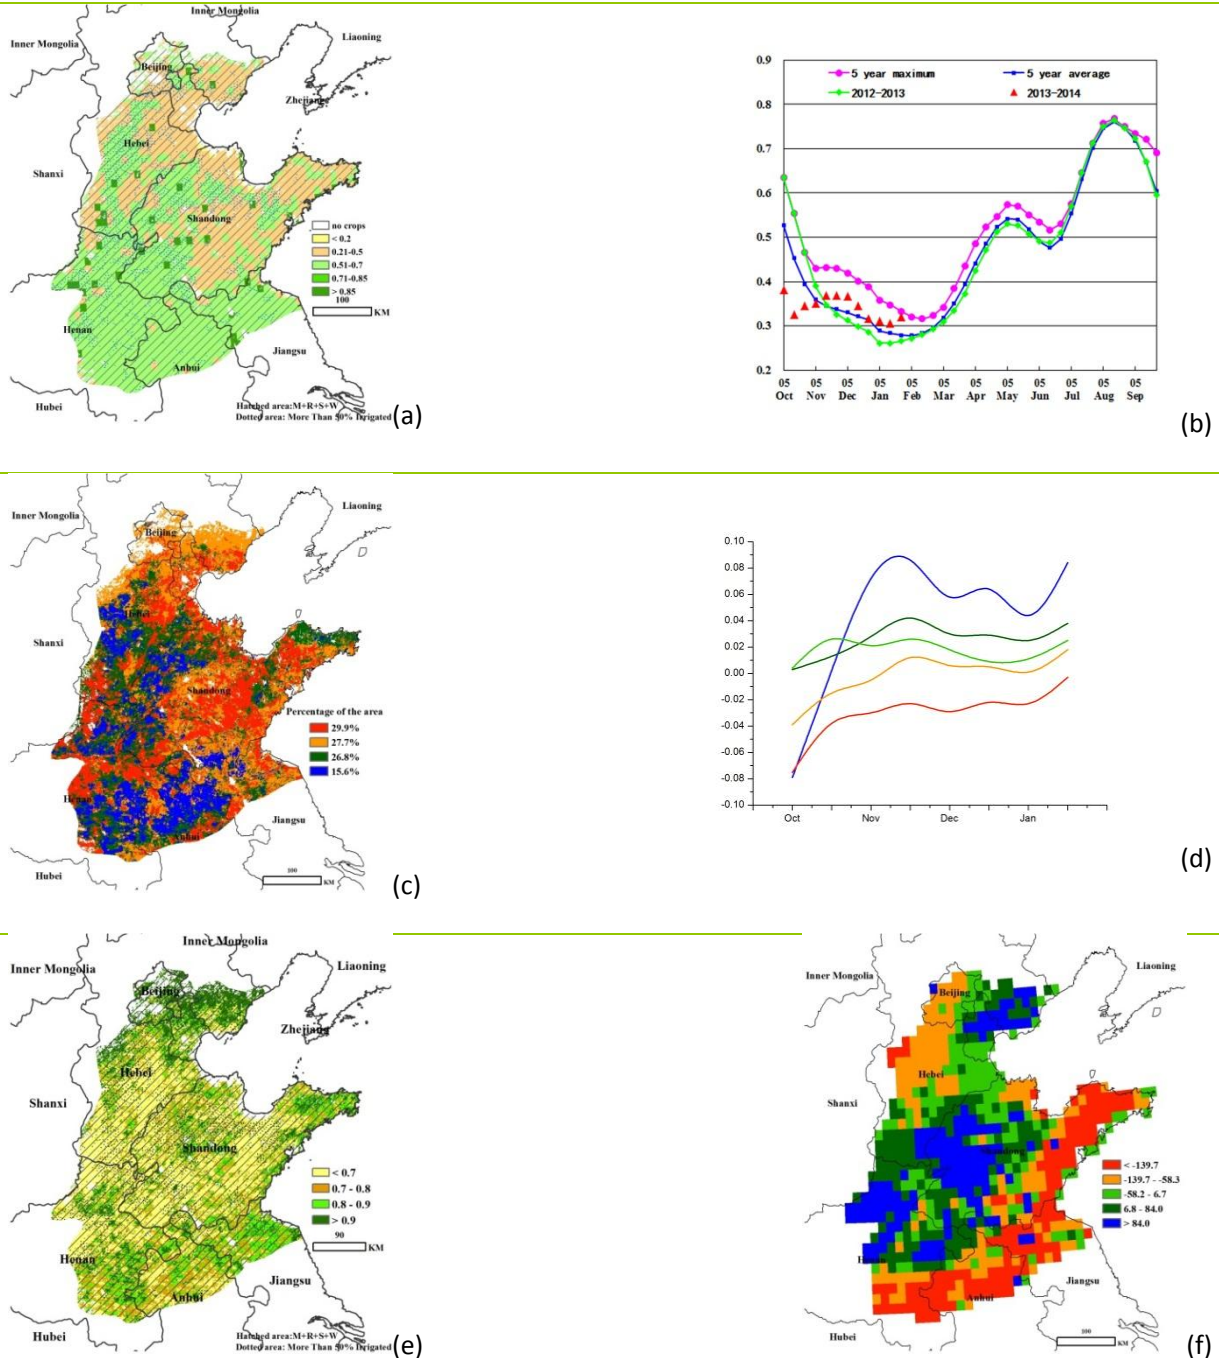 Inner Mongolia
Inner Mongolia
Liaoning
Beijing
Zhejiang
Hebei
Shanxi
Shandong
no crops
< 0.2
0.21-0.5
0.51-0.7
0.71-0.85
> 0.85
100
KM
Henan
Jiangsu
Anhui
Hubei
Hatched area:M+R+S+W
Dotted area: More Than 50% Irrigated
(a)
0.9
5 year maximum
5 year average
2012-2013
2013-2014
0.8
0.7
0.6
0.5
0.4
0.3
0.2
05 05 05 05 05 05 05 05 05 05 05 05
Oct Nov Dec Jan Feb Mar Apr May Jun Jul Aug Sep
(b)
Inner Mongolia
Liaoning
Beijing
Hebei
Shanxi
Shandong
Percentage of the area
29.9%
27.7%
26.8%
15.6%
Henan
Jiangsu
Anhui
Hubei
100
KM
(c)
0.10
0.08
0.06
0.04
0.02
0.00
-0.02
-0.04
-0.06
-0.08
-0.10
Oct Nov Dec Jan
(d)
Inner Mongolia
Inner Mongolia
Liaoning
Beijing
Zhejiang
Hebei
Shanxi
Shandong
< 0.7
0.7 - 0.8
0.8 - 0.9
> 0.9
90
KM
Henan
Jiangsu
Anhui
Hubei
Hatched area:M+R+S+W
Dotted area: More Than 50% Irrigated
(e)
Inner Mongolia
Liaoning
Beijing
Hebei
Shanxi
Shandong
< -139.7
-139.7 - -58.3
-58.2 - 6.7
6.8 - 84.0
> 84.0
Henan
Jiangsu
Anhui
Hubei
100
KM
(f)